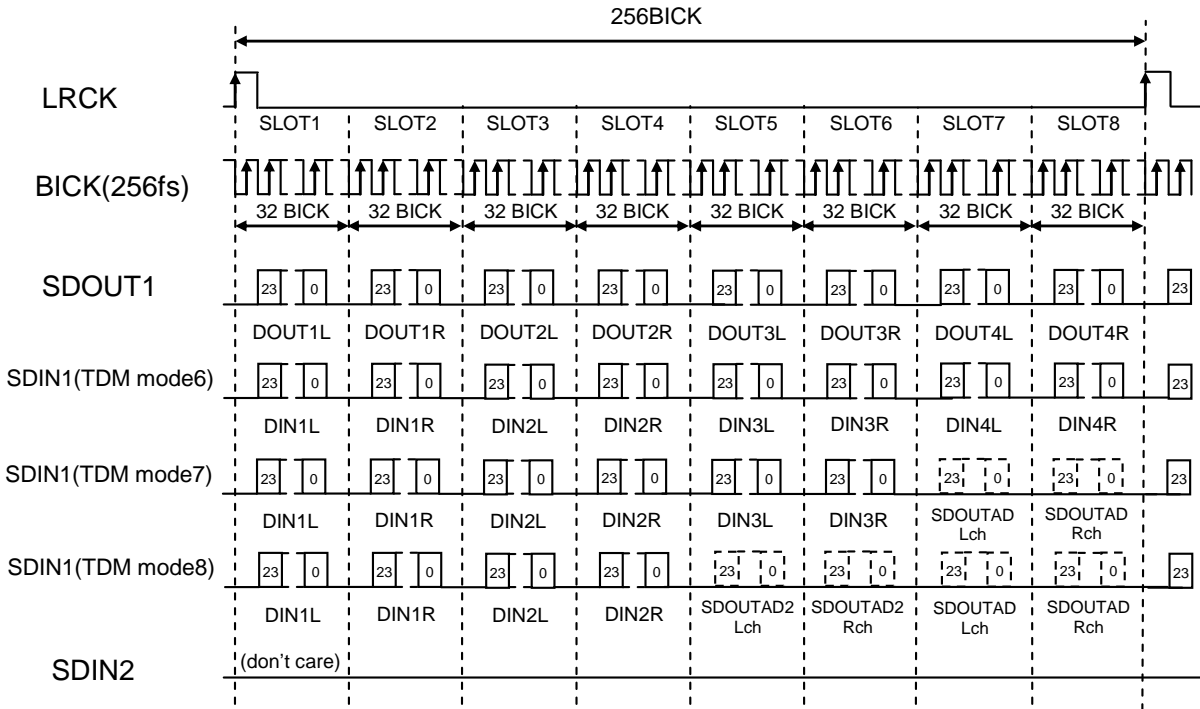 256BICK
LRCK
SLOT1 SLOT2 SLOT3 SLOT4 SLOT5 SLOT6 SLOT7 SLOT8
BICK(256fs)
32 BICK 32 BICK 32 BICK 32 BICK 32 BICK 32 BICK 32 BICK 32 BICK
SDOUT1 23 0 23 0 23 0 23 0 23 0 23 0 23 0 23 0 23
DOUT1L DOUT1R DOUT2L DOUT2R DOUT3L DOUT3R DOUT4L DOUT4R
SDIN1(TDM mode6) 23 0 23 0 23 0 23 0 23 0 23 0 23 0 23 0 23
DIN1L DIN1R DIN2L DIN2R DIN3L DIN3R DIN4L DIN4R
SDIN1(TDM mode7) 23 0 23 0 23 0 23 0 23 0 23 0 23 0 23 0 23
DIN1L DIN1R DIN2L DIN2R DIN3L DIN3R SDOUTAD SDOUTAD
Lch Rch
SDIN1(TDM mode8) 23 0 23 0 23 0 23 0 23 0 23 0 23 0 23 0 23
DIN1L DIN1R DIN2L DIN2R SDOUTAD2 SDOUTAD2 SDOUTAD SDOUTAD
Lch Rch Lch Rch
SDIN2 (don't care)